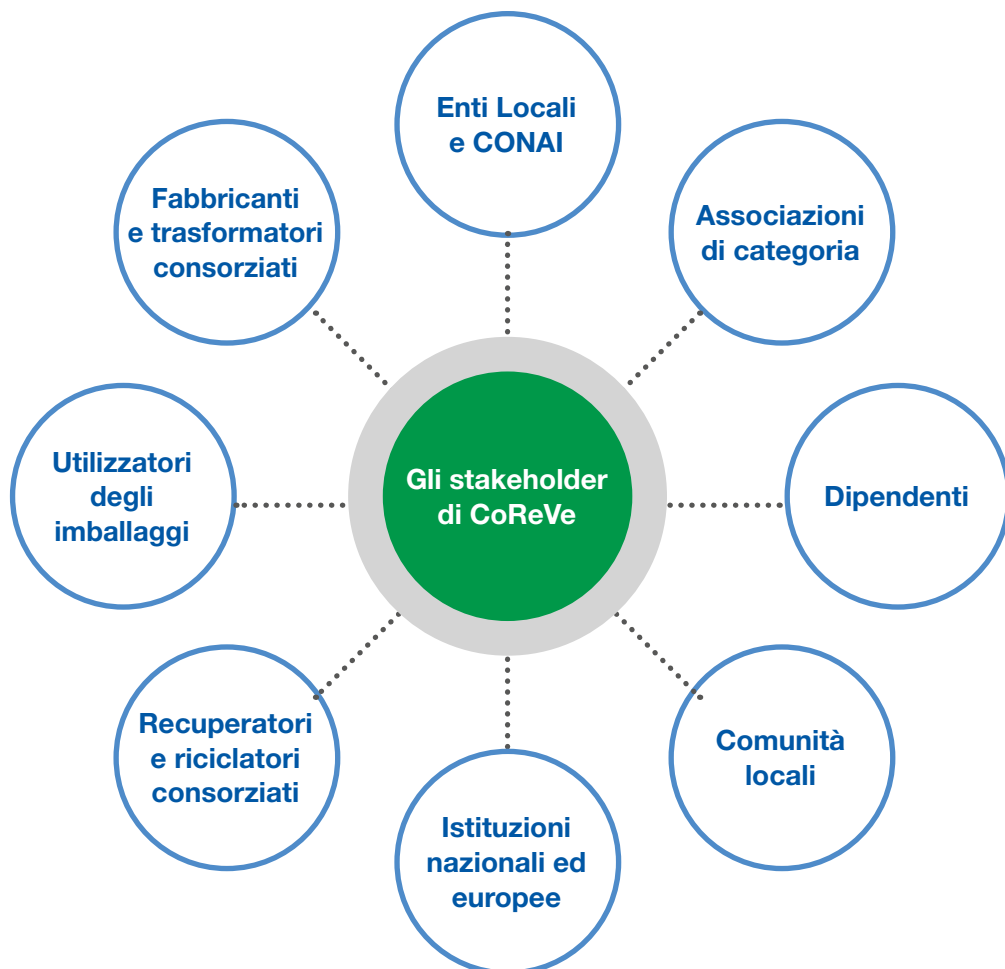 Enti Locali
e CONAI
Fabbricanti
e trasformatori
consorziati
Associazioni
di categoria
Utilizzatori
degli
imballaggi
Gli stakeholder
di CoReVe
Dipendenti
Recuperatori
e riciclatori
consorziati
Comunità
locali
Istituzioni
nazionali ed
europee